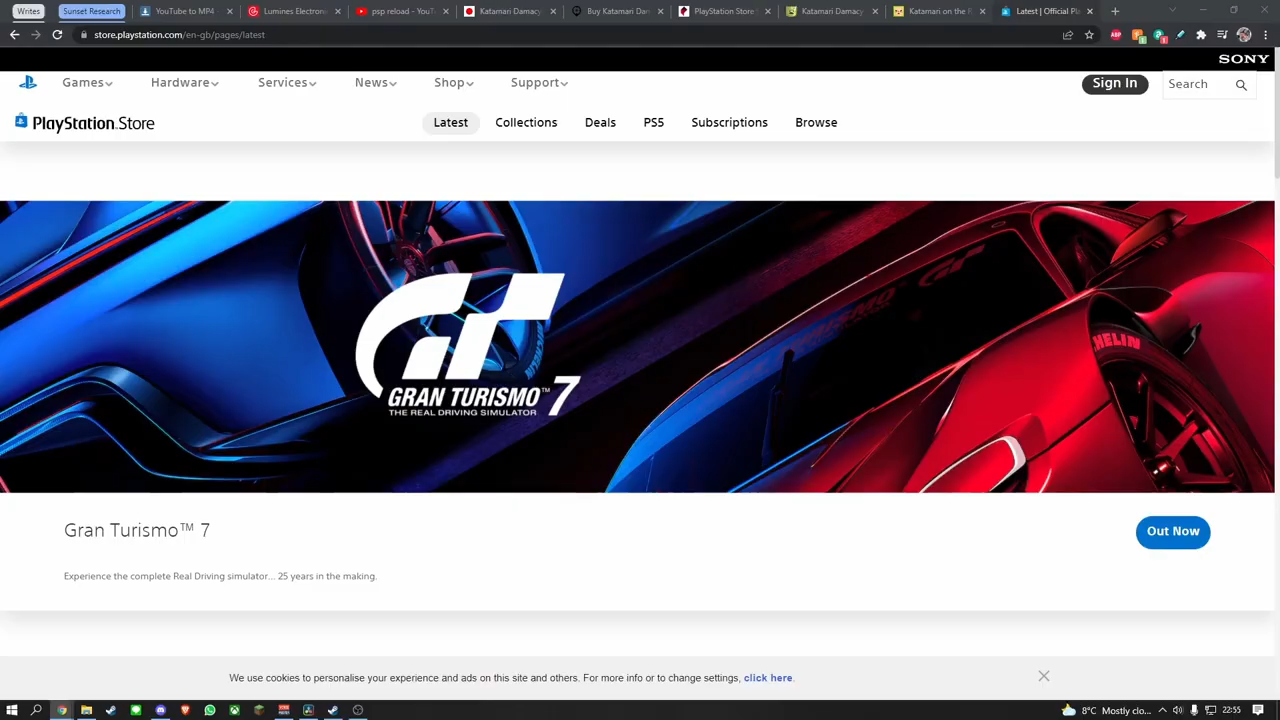 Writes
Sunset Research
YouTube to MP4
Lumines Electron
psp reload - YouT
Katamari Damacy
Buy Katamari Dam
PlayStation Store
Katamari Damacy
Katamari on the R
Latest | Official Pla
store.playstation.com/en-gb/pages/latest
SONY
Games
Hardware
Services
News
Shop
Support
Sign In
Search
PlayStation.Store
Latest
Collections
Deals
PS5
Subscriptions
Browse
GRAN TURISMO™ 7
THE REAL DRIVING SIMULATOR
Gran Turismo™ 7
Out Now
Experience the complete Real Driving simulator... 25 years in the making.
We use cookies to personalise your experience and ads on this site and others. For more info or to change settings, click here.
8°C Mostly clo...
22:55